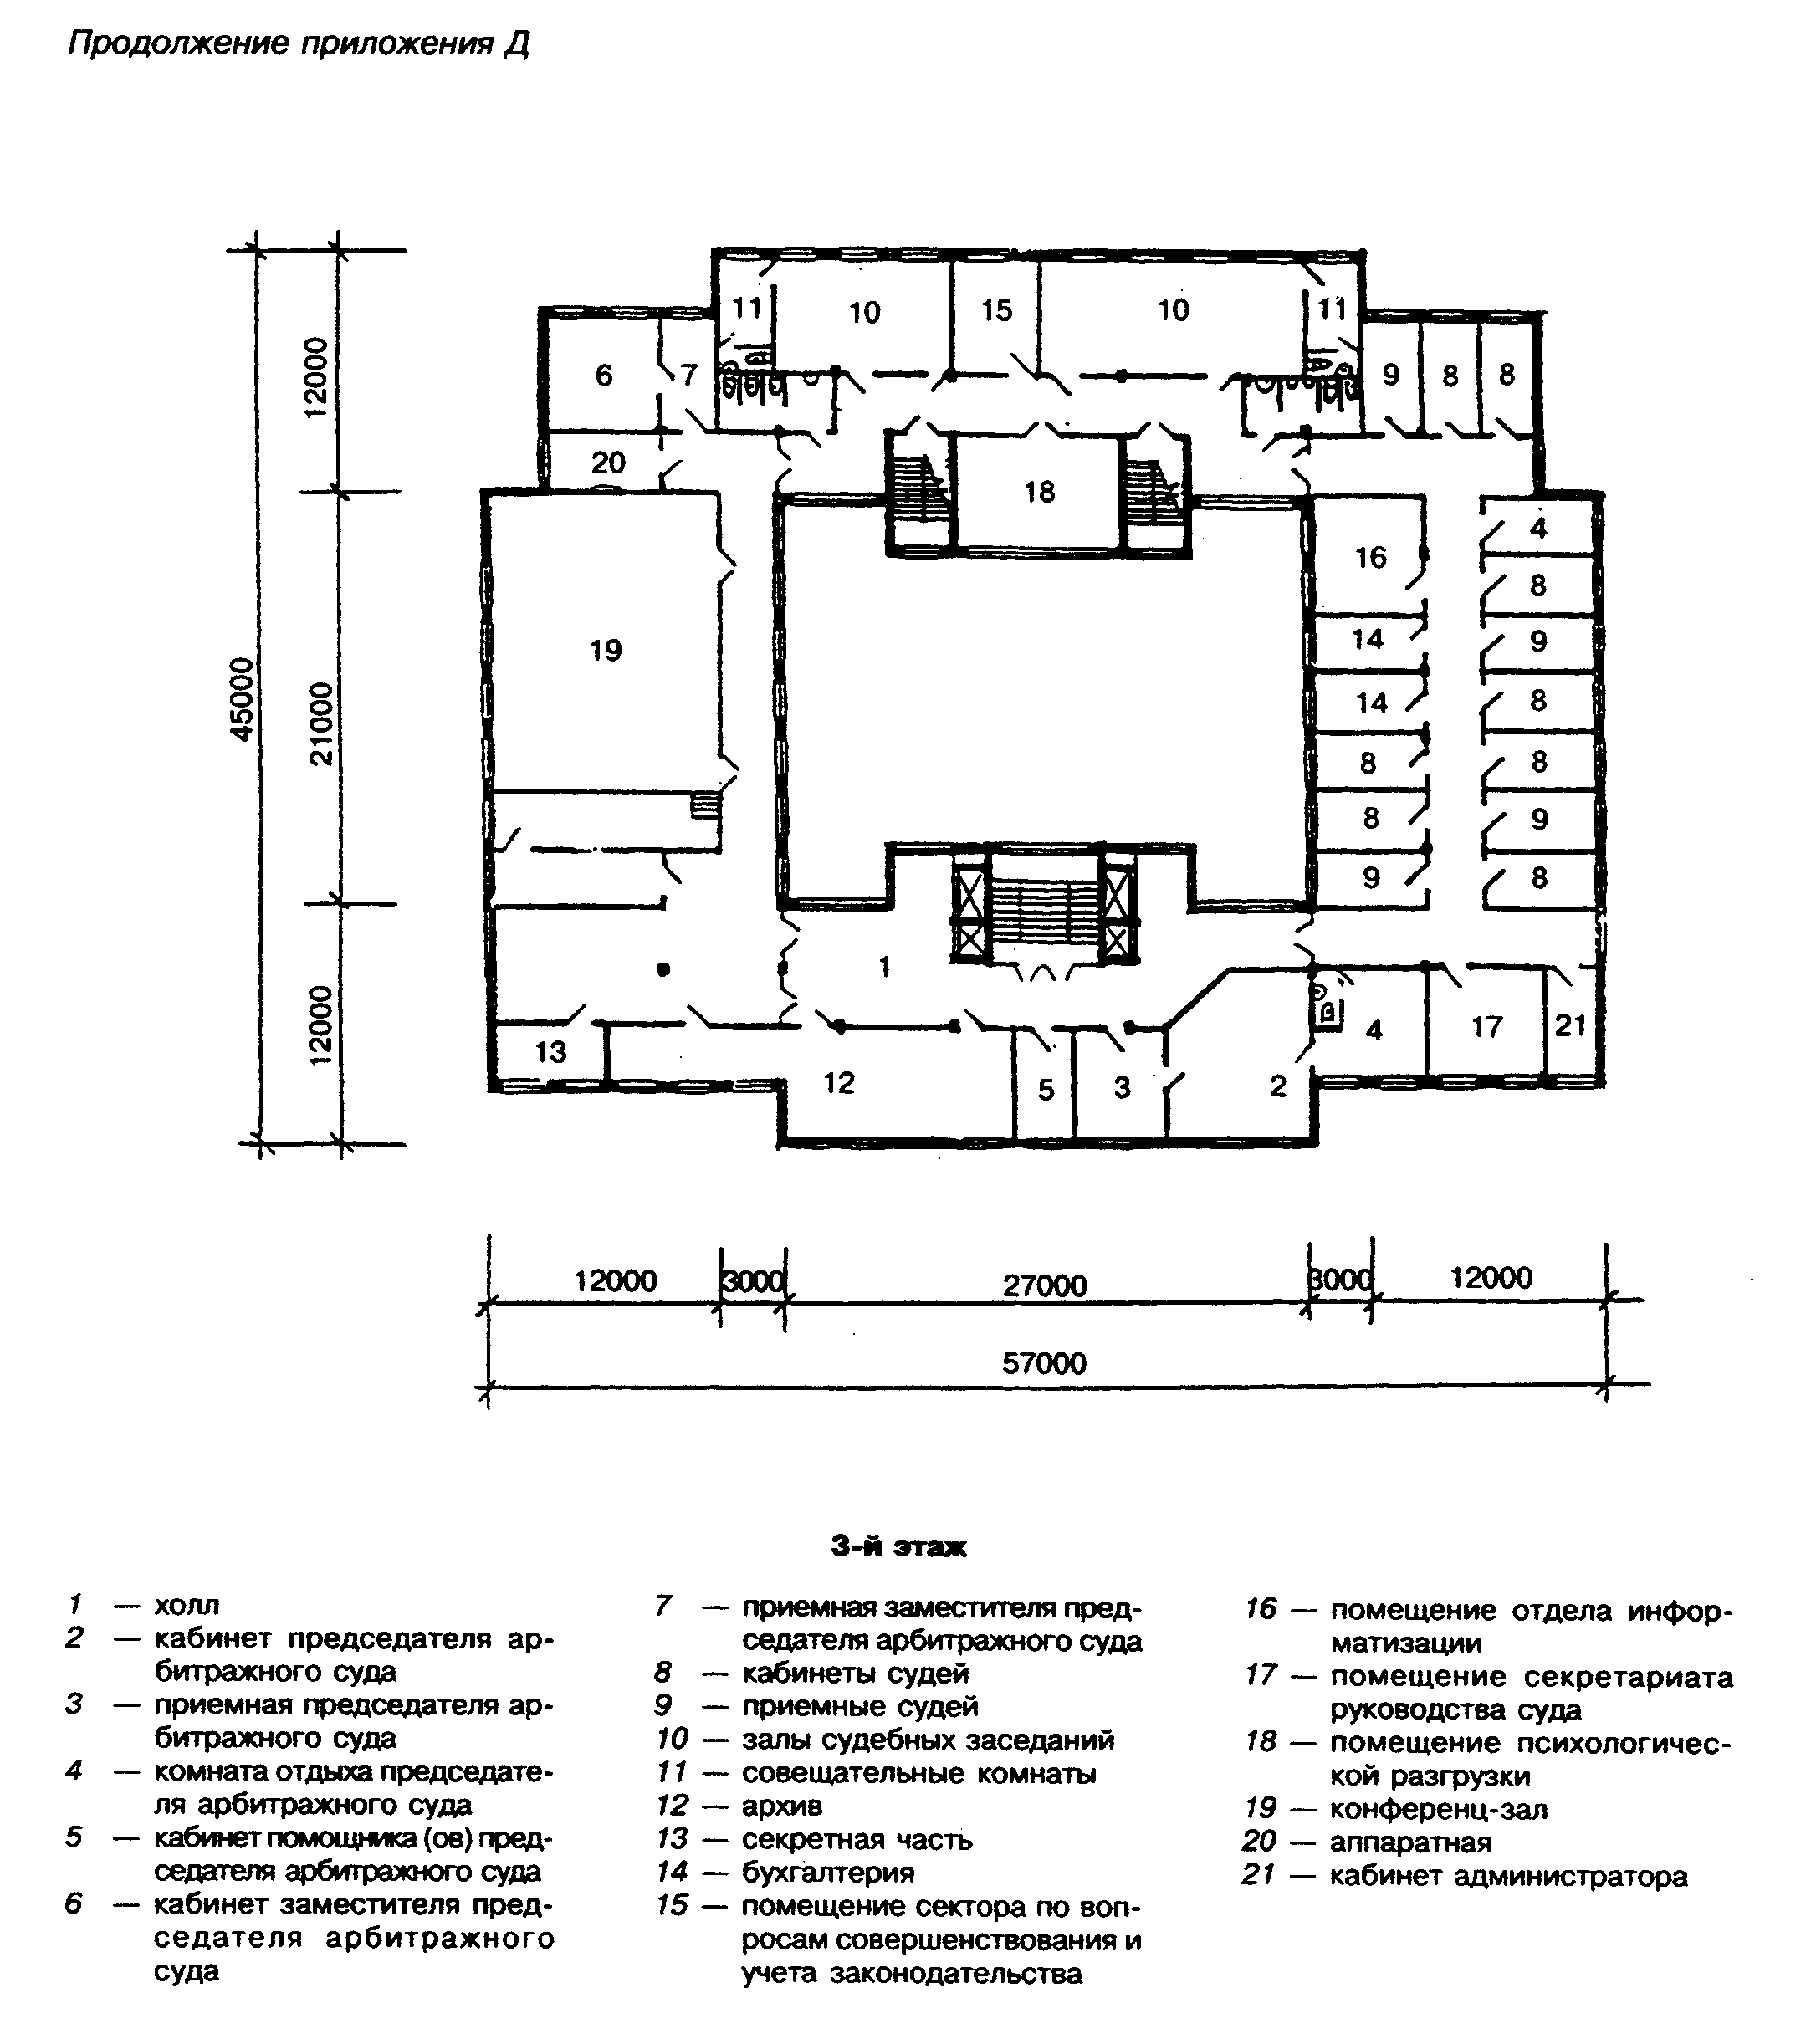 Продолжение приложения Д
11
10
15
10
11
6
7
9
8
8
20
18
12000
45000
21000
12000
19
16
14
14
8
8
9
4
8
9
8
8
9
8
1
13
12
5
3
2
4
17
21
12000
3000
27000
3000
12000
57000
3-й этаж
1 — холл
2 — кабинет председателя ар-
битражного суда
3 — приемная председателя ар-
битражного суда
4 — комната отдыха председате-
ля арбитражного суда
5 — кабинет помощника (ов) пред-
седателя арбитражного суда
6 — кабинет заместителя пред-
седателя арбитражного
суда
7 — приемная заместителя пред-
седателя арбитражного суда
8 — кабинеты судей
9 — приемные судей
10 — залы судебных заседаний
11 — совещательные комнаты
12 — архив
13 — секретная часть
14 — бухгалтерия
15 — помещение сектора по воп-
росам совершенствования и
учета законодательства
16 — помещение отдела инфор-
матизации
17 — помещение секретариата
руководства суда
18 — помещение психологичес-
кой разгрузки
19 — конференц-зал
20 — аппаратная
21 — кабинет администратора